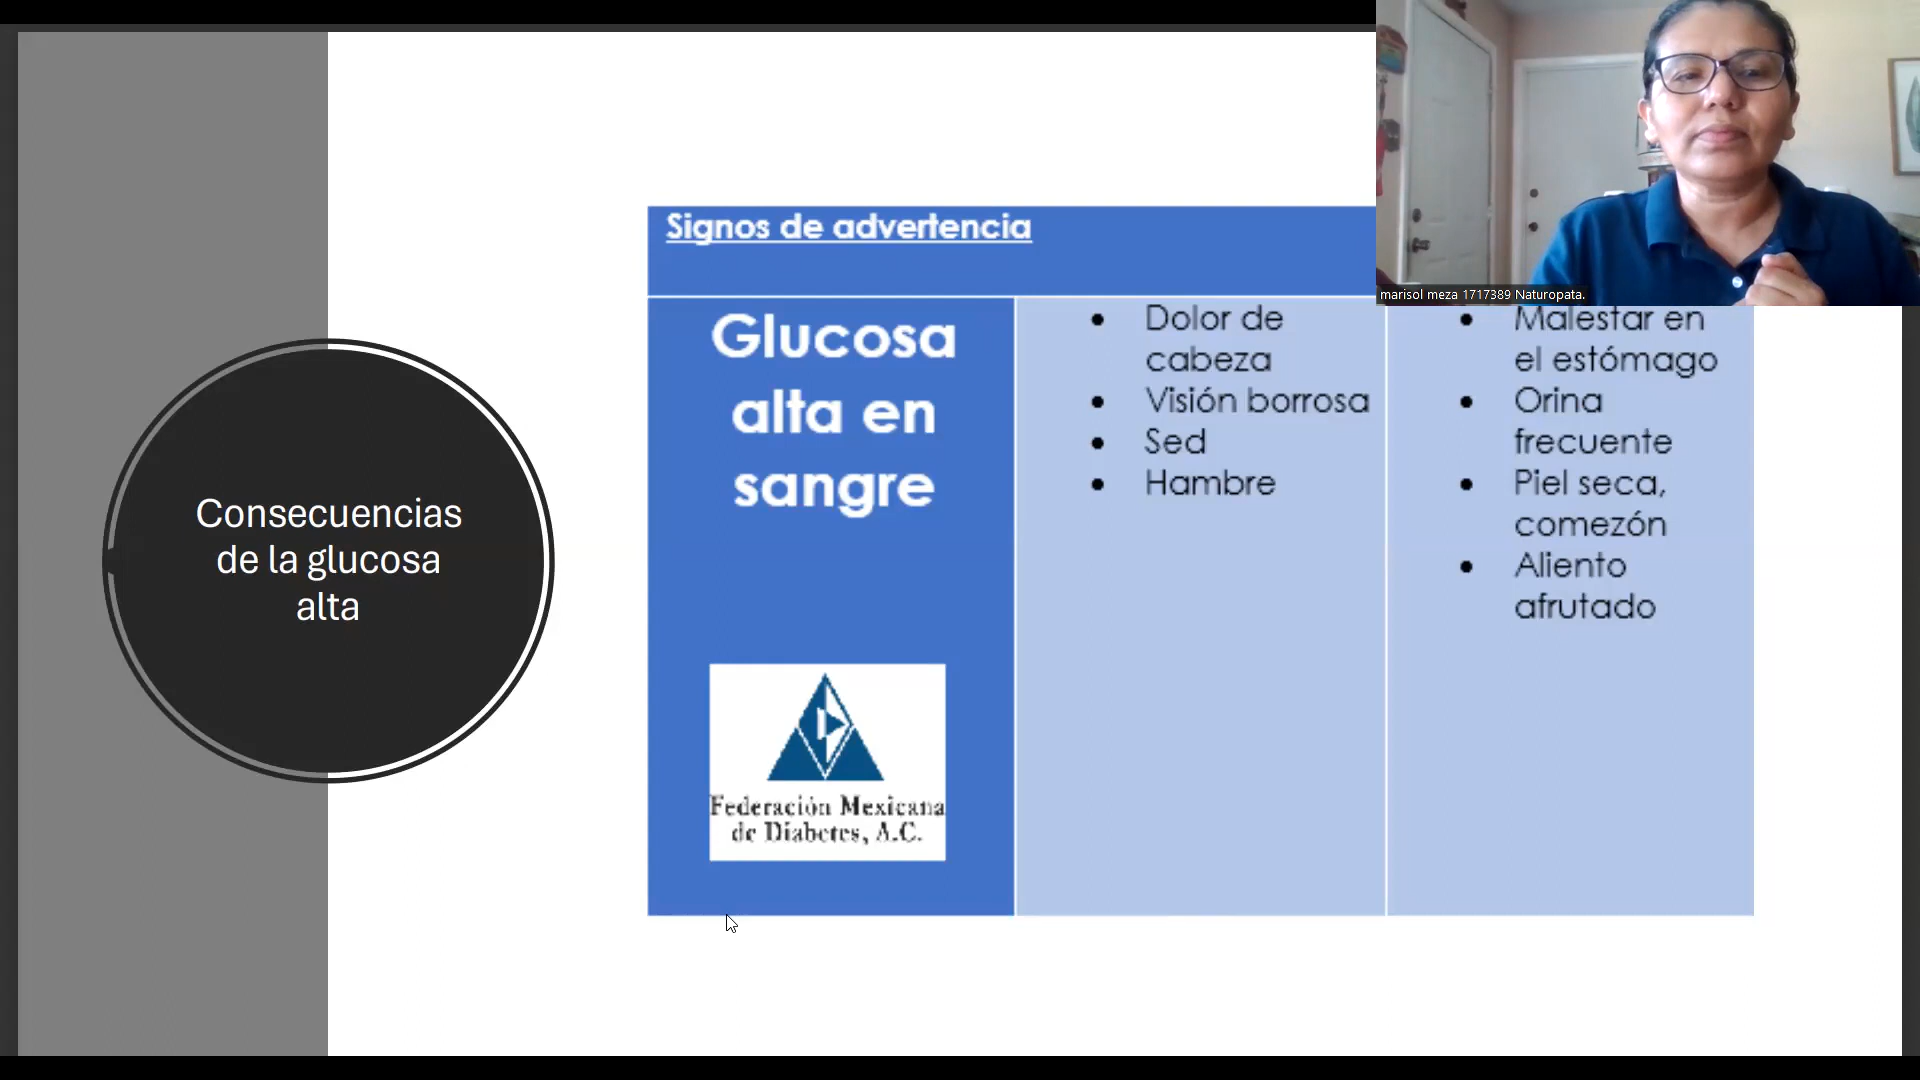 marisol meza 1717389 Naturopata.
Consecuencias
de la glucosa
alta
Signos de advertencia
Glucosa
alta en
sangre
Federación Mexicana
de Diabetes, A.C.
Dolor de
cabeza
Visión borrosa
Sed
Hambre
Malestar en
el estómago
Orina
frecuente
Piel seca,
comezón
Aliento
afrutado